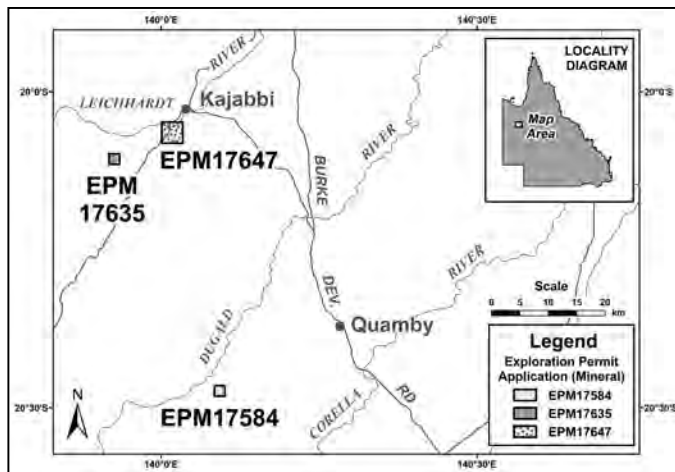 140°0'E
140°30'E
LOCALITY
DIAGRAM
Map
Area
20°0'S
20°0'S
RIVER
LEICHHARDT
Kajabbi
EPM17647
EPM
17635
BURKE
RIVER
DEV.
RIVER
Scale
0 5 10 15 20
km
DUGALD
Quamby
Legend
Exploration Permit
Application (Mineral)
EPM17584
EPM17635
EPM17647
N
EPM17584
CORELLA
RD
20°30'S
20°30'S
140°0'E
140°30'E